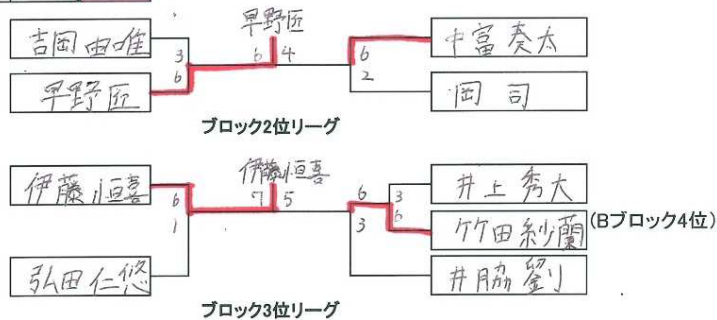 早野匠
吉岡由唯
3
6
4
6
中富奏太
早野匠
6
2
岡司
ブロック2位リーグ
伊藤恒喜
伊藤恒喜
6
7
5
6
3
井上秀大
1
3
6
竹田紗蘭
(Bブロック4位)
弘田仁悠
井脇劉
ブロック3位リーグ